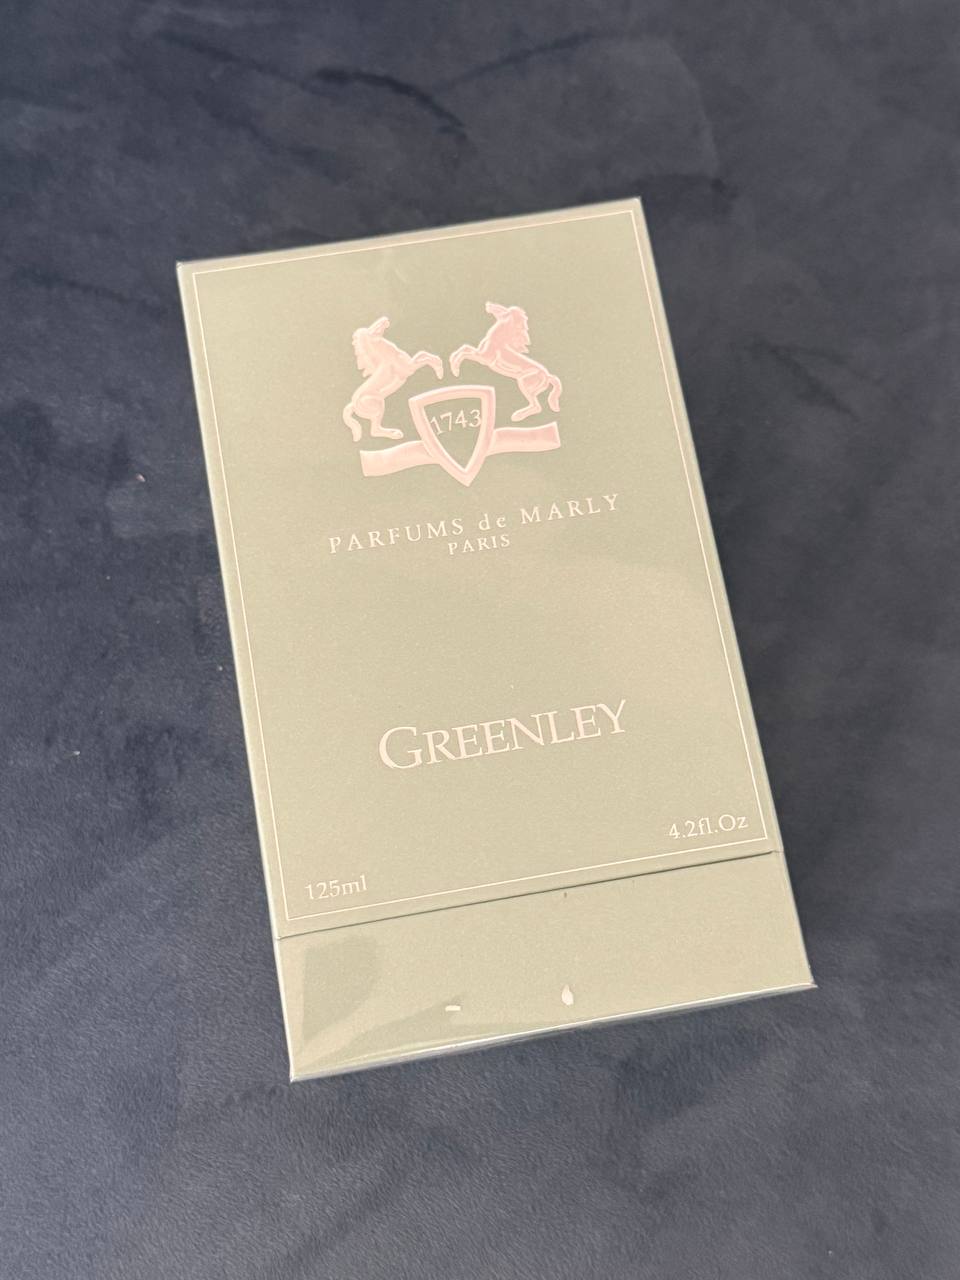 1743
PARFUMS de MARLY
PARIS
GREENLEY
4.2fl.Oz
125ml